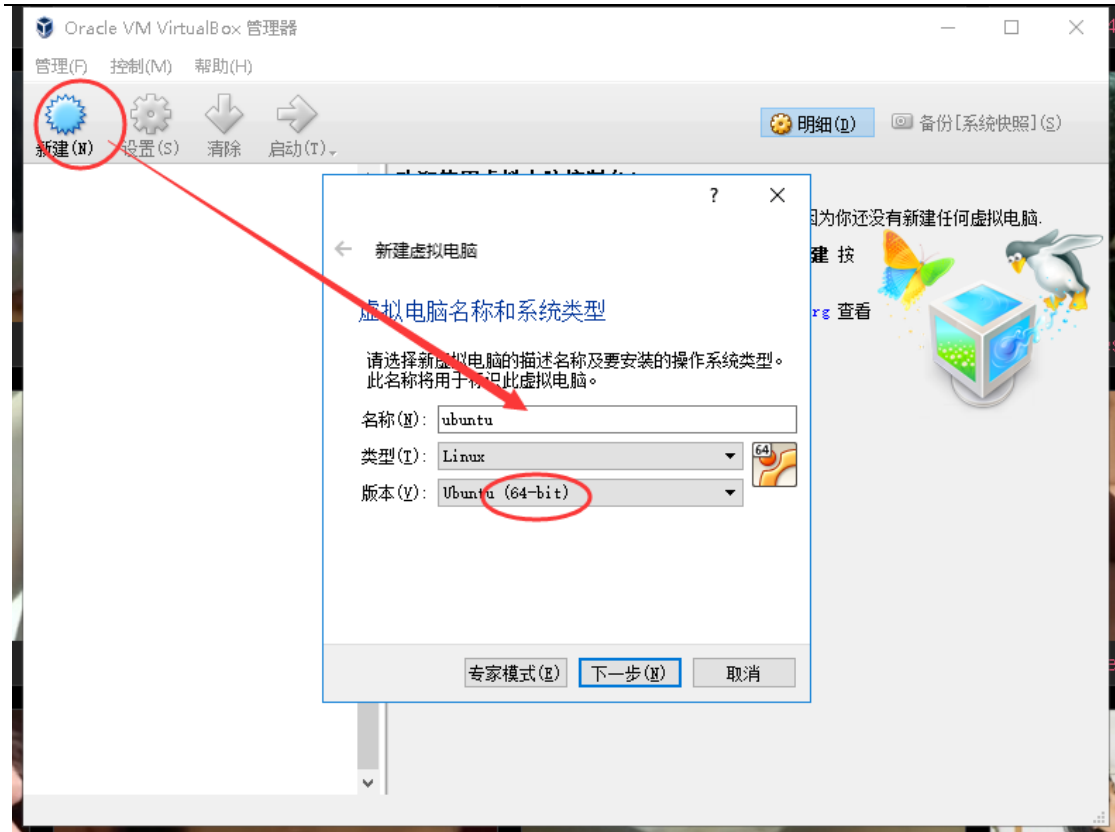 Oracle VM VirtualBox 管理器
管理(F) 控制(M) 帮助(H)
新建(N) 设置(S) 清除 启动(T) 明细(D) 备份[系统快照](S)
?
因为你还没有新建任何虚拟电脑.
建 按
rg 查看
新建虚拟电脑
虚拟电脑名称和系统类型
请选择新虚拟电脑的描述名称及要安装的操作系统类型。
此名称将用于标识此虚拟电脑。
名称(N): ubuntu
类型(T): Linux
64
版本(V): Ubuntu (64-bit)
专家模式(E) 下一步(N) 取消